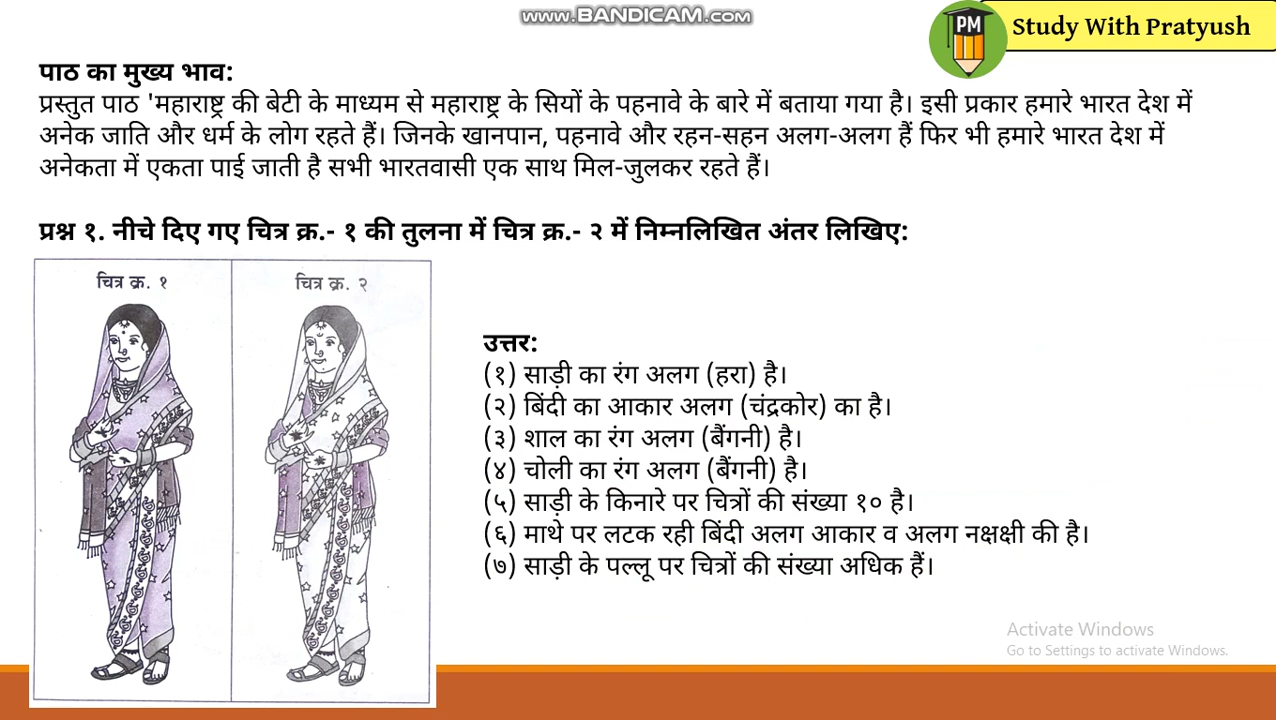 www.BANDICAM.com
PM
Study With Pratyush
पाठ का मुख्य भाव:
प्रस्तुत पाठ 'महाराष्ट्र की बेटी के माध्यम से महाराष्ट्र के सियों के पहनावे के बारे में बताया गया है। इसी प्रकार हमारे भारत देश में
अनेक जाति और धर्म के लोग रहते हैं। जिनके खानपान, पहनावे और रहन-सहन अलग-अलग हैं फिर भी हमारे भारत देश में
अनेकता में एकता पाई जाती है सभी भारतवासी एक साथ मिल-जुलकर रहते हैं।
प्रश्न १. नीचे दिए गए चित्र क्र.- १ की तुलना में चित्र क्र.- २ में निम्नलिखित अंतर लिखिए:
चित्र क्र. १
चित्र क्र. २
उत्तर:
(१) साड़ी का रंग अलग (हरा) है।
(२) बिंदी का आकार अलग (चंद्रकोर) का है।
(३) शाल का रंग अलग (बैंगनी) है।
(४) चोली का रंग अलग (बैंगनी) है।
(५) साड़ी के किनारे पर चित्रों की संख्या १० है।
(६) माथे पर लटक रही बिंदी अलग आकार व अलग नक्षक्षी की है।
(७) साड़ी के पल्लू पर चित्रों की संख्या अधिक हैं।
Activate Windows
Go to Settings to activate Windows.